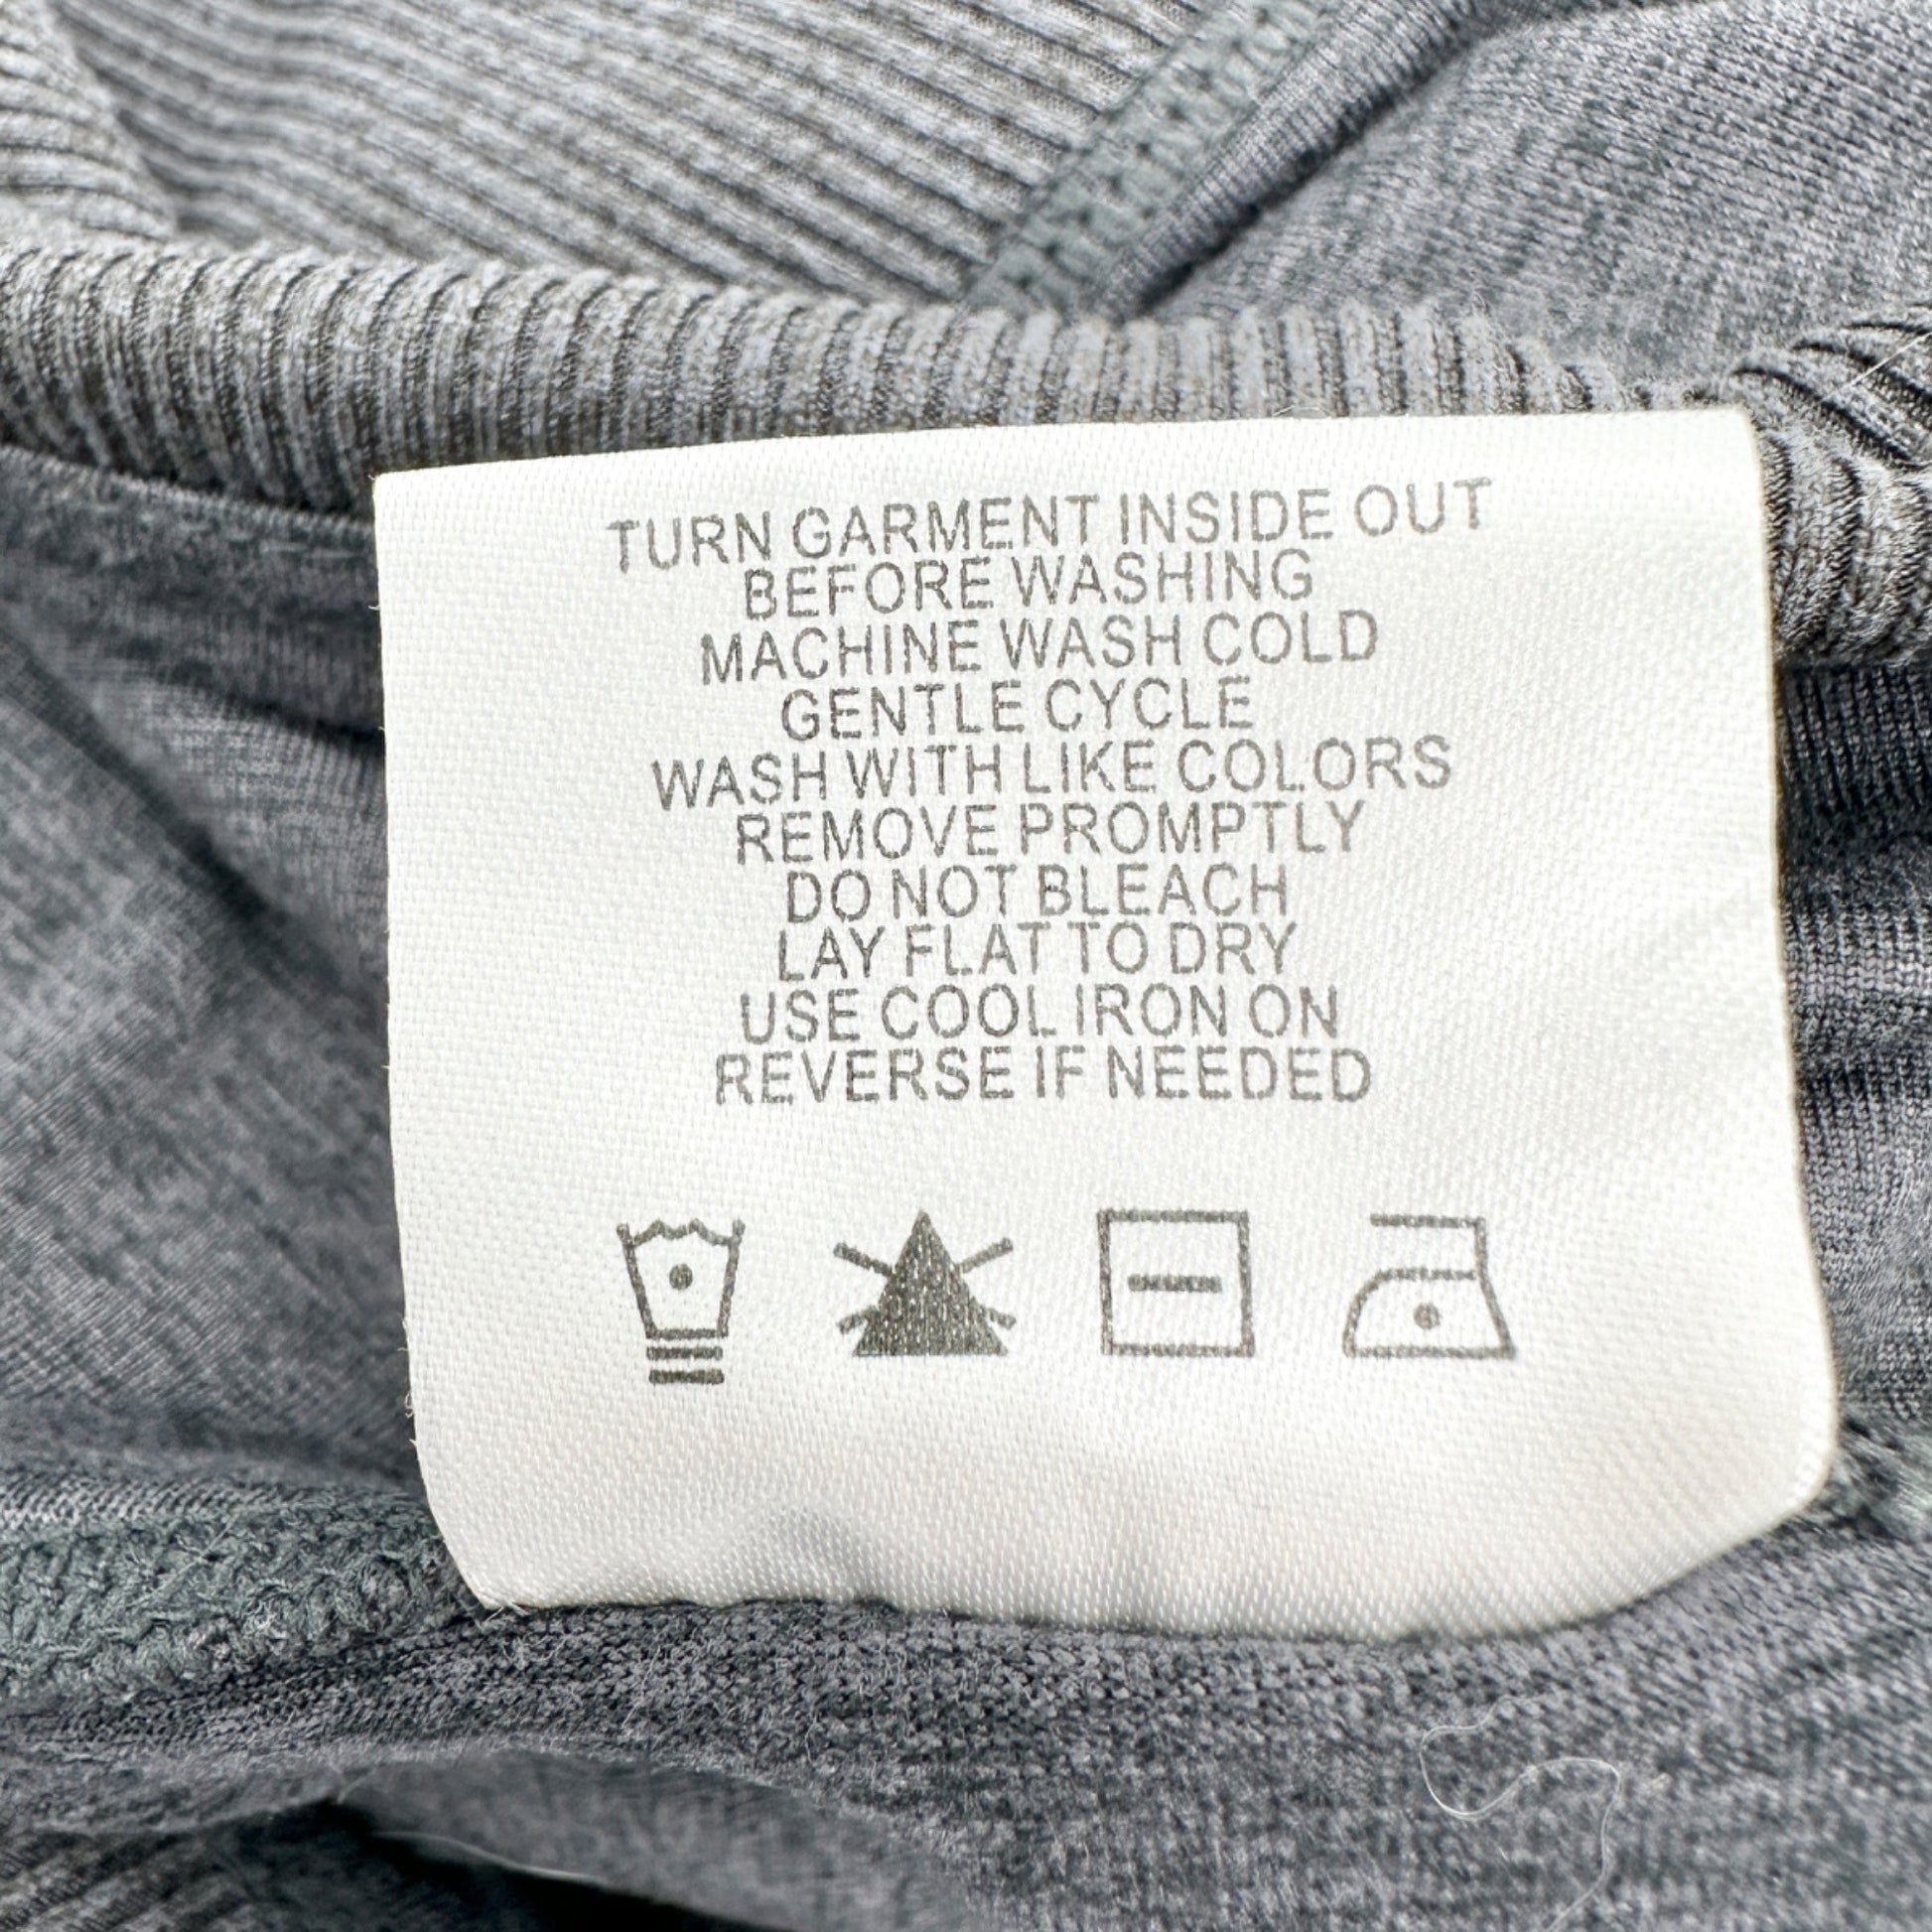 TURN GARMENT INSIDE OUT
BEFORE WASHING
MACHINE WASH COLD
GENTLE CYCLE
WASH WITH LIKE COLORS
REMOVE PROMPTLY
DO NOT BLEACH
LAY FLAT TO DRY
USE COOL IRON ON
REVERSE IF NEEDED